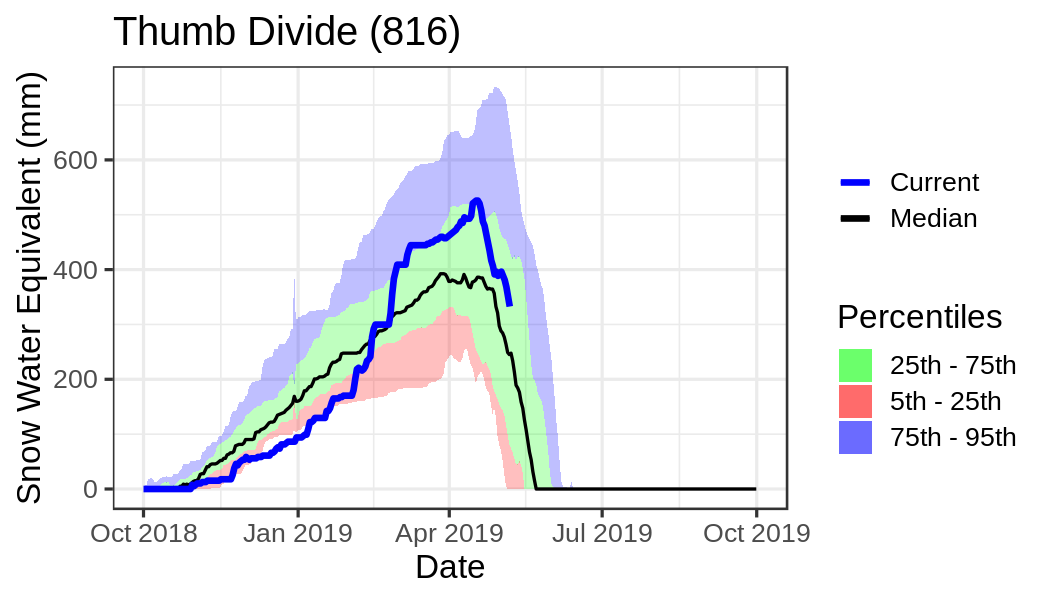 Thumb Divide (816)
Snow Water Equivalent (mm)
600
400
200
0
Oct 2018
Jan 2019
Apr 2019
Jul 2019
Oct 2019
Date
Current
Median
Percentiles
25th - 75th
5th - 25th
75th - 95th